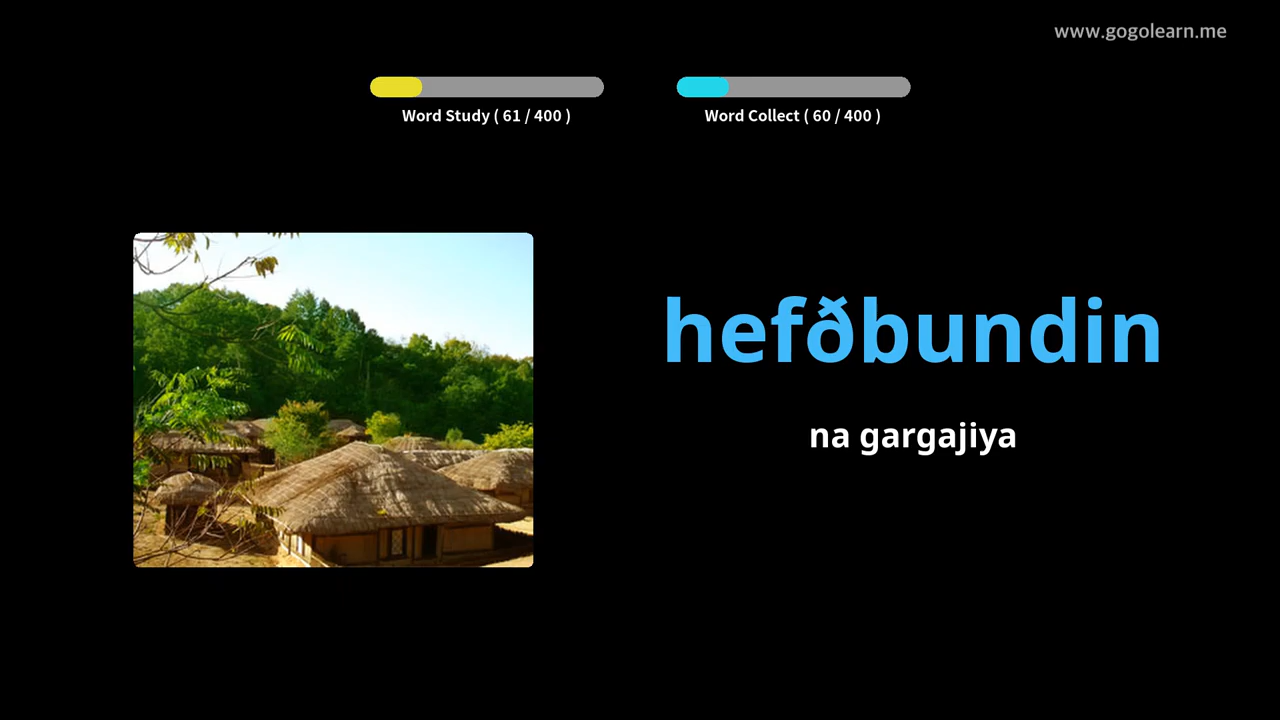 www.gogolearn.me
Word Study ( 61 / 400 )
Word Collect ( 60 / 400 )
hefðbundin
na gargajiya